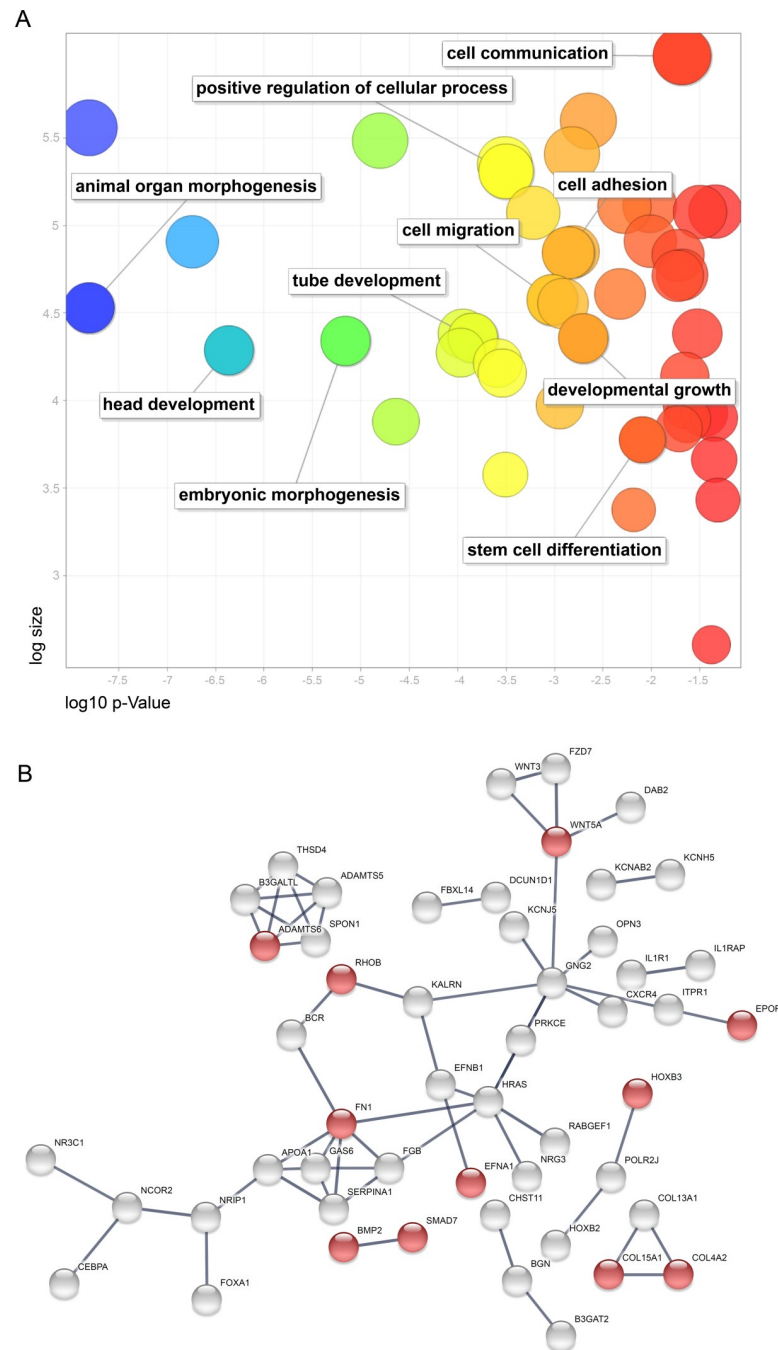 A
cell communication
positive regulation of cellular process
5.5
animal organ morphogenesis
cell adhesion
5
cell migration
tube development
4.5
head development
developmental growth
4
embryonic morphogenesis
3.5
stem cell differentiation
3
log size
-7.5 -7 -6.5 -6 -5.5 -5 -4.5 -4 -3.5 -3 -2.5 -2 -1.5
log10 p-Value
B
FZD7
WNT3
DAB2
WNT5A
THSD4
KCNH5
KCNAB2
B3GALTL
ADAMTS5
DCUN1D1
FBXL14
KCNJ5
OPN3
ADAMTS6
SPON1
IL1RAP
IL1R1
GNG2
RHOB
KALRN
CXCR4
ITPR1
EPOR
BCR
PRKCE
EFNB1
HRAS
HOXB3
FN1
RABGEF1
NR3C1
APOA1
GAS6
FGB
NRG3
POLR2J
EFNA1
SERPINA1
CHST11
COL13A1
NCOR2
NRIP1
BMP2
SMAD7
HOXB2
CEBPA
FOXA1
BGN
COL15A1
COL4A2
B3GAT2